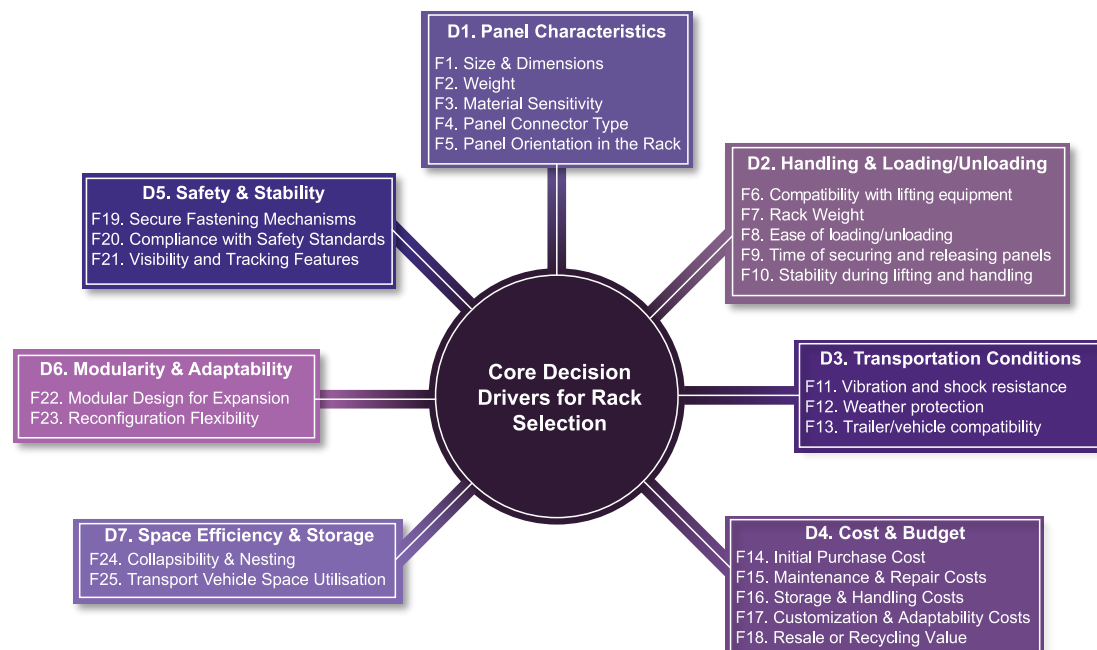 D1. Panel Characteristics
F1. Size & Dimensions
F2. Weight
F3. Material Sensitivity
F4. Panel Connector Type
F5. Panel Orientation in the Rack
D2. Handling & Loading/Unloading
F6. Compatibility with lifting equipment
F7. Rack Weight
F8. Ease of loading/unloading
F9. Time of securing and releasing panels
F10. Stability during lifting and handling
D5. Safety & Stability
F19. Secure Fastening Mechanisms
F20. Compliance with Safety Standards
F21. Visibility and Tracking Features
Core Decision
Drivers for Rack
Selection
D3. Transportation Conditions
F11. Vibration and shock resistance
F12. Weather protection
F13. Trailer/vehicle compatibility
D6. Modularity & Adaptability
F22. Modular Design for Expansion
F23. Reconfiguration Flexibility
D7. Space Efficiency & Storage
F24. Collapsibility & Nesting
F25. Transport Vehicle Space Utilisation
D4. Cost & Budget
F14. Initial Purchase Cost
F15. Maintenance & Repair Costs
F16. Storage & Handling Costs
F17. Customization & Adaptability Costs
F18. Resale or Recycling Value